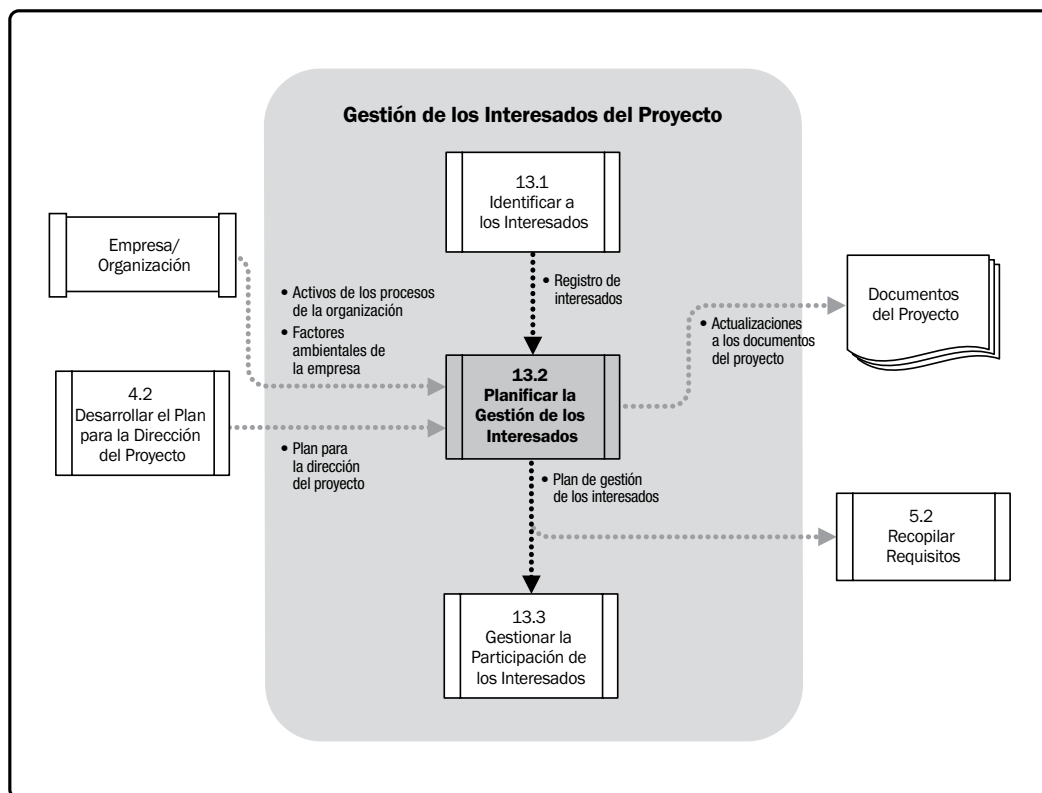 Gestión de los Interesados del Proyecto
13.1
Identificar a
los Interesados
Empresa/
Organización
• Activos de los procesos
de la organización
• Factores
ambientales de
la empresa
• Registro de
interesados
• Actualizaciones
a los documentos
del proyecto
Documentos
del Proyecto
4.2
Desarrollar el Plan
para la Dirección
del Proyecto
• Plan para
la dirección
del proyecto
13.2
Planificar la
Gestión de los
Interesados
• Plan de gestión
de los interesados
5.2
Recopilar
Requisitos
13.3
Gestionar la
Participación de
los Interesados